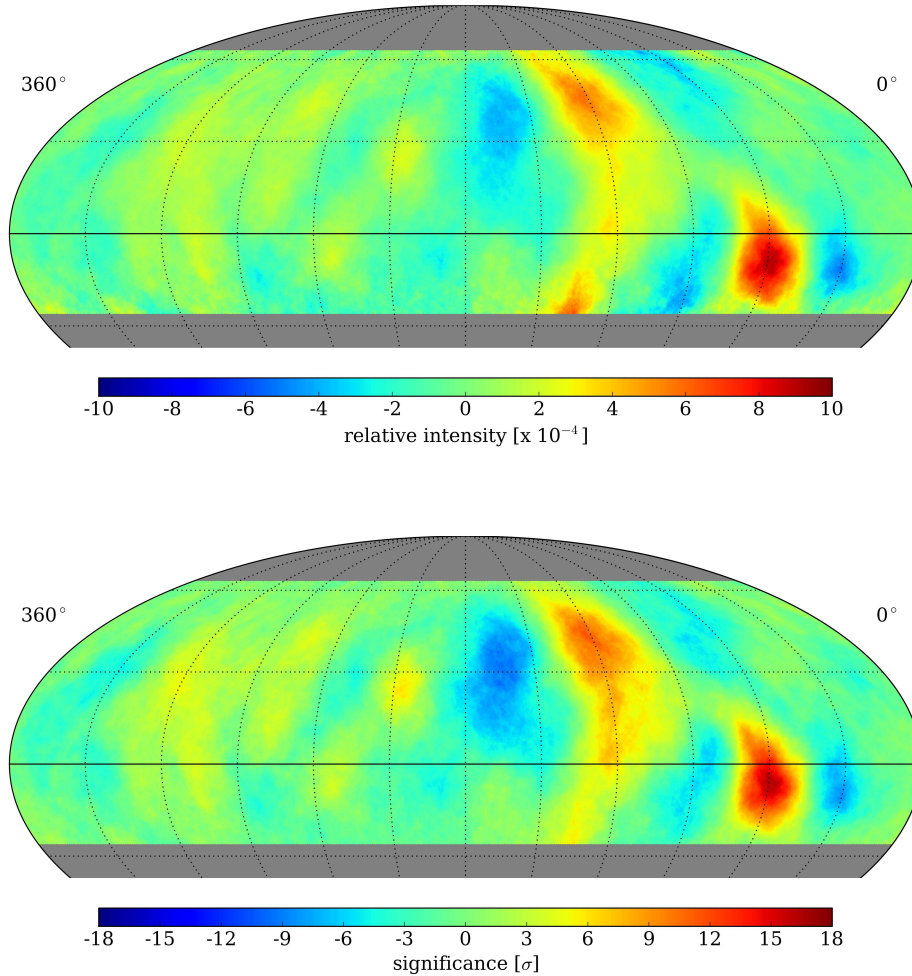 360° 0°
-10 -8 -6 -4 -2 0 2 4 6 8 10
relative intensity [x 10⁻⁴]
360° 0°
-18 -15 -12 -9 -6 -3 0 3 6 9 12 15 18
significance [σ]